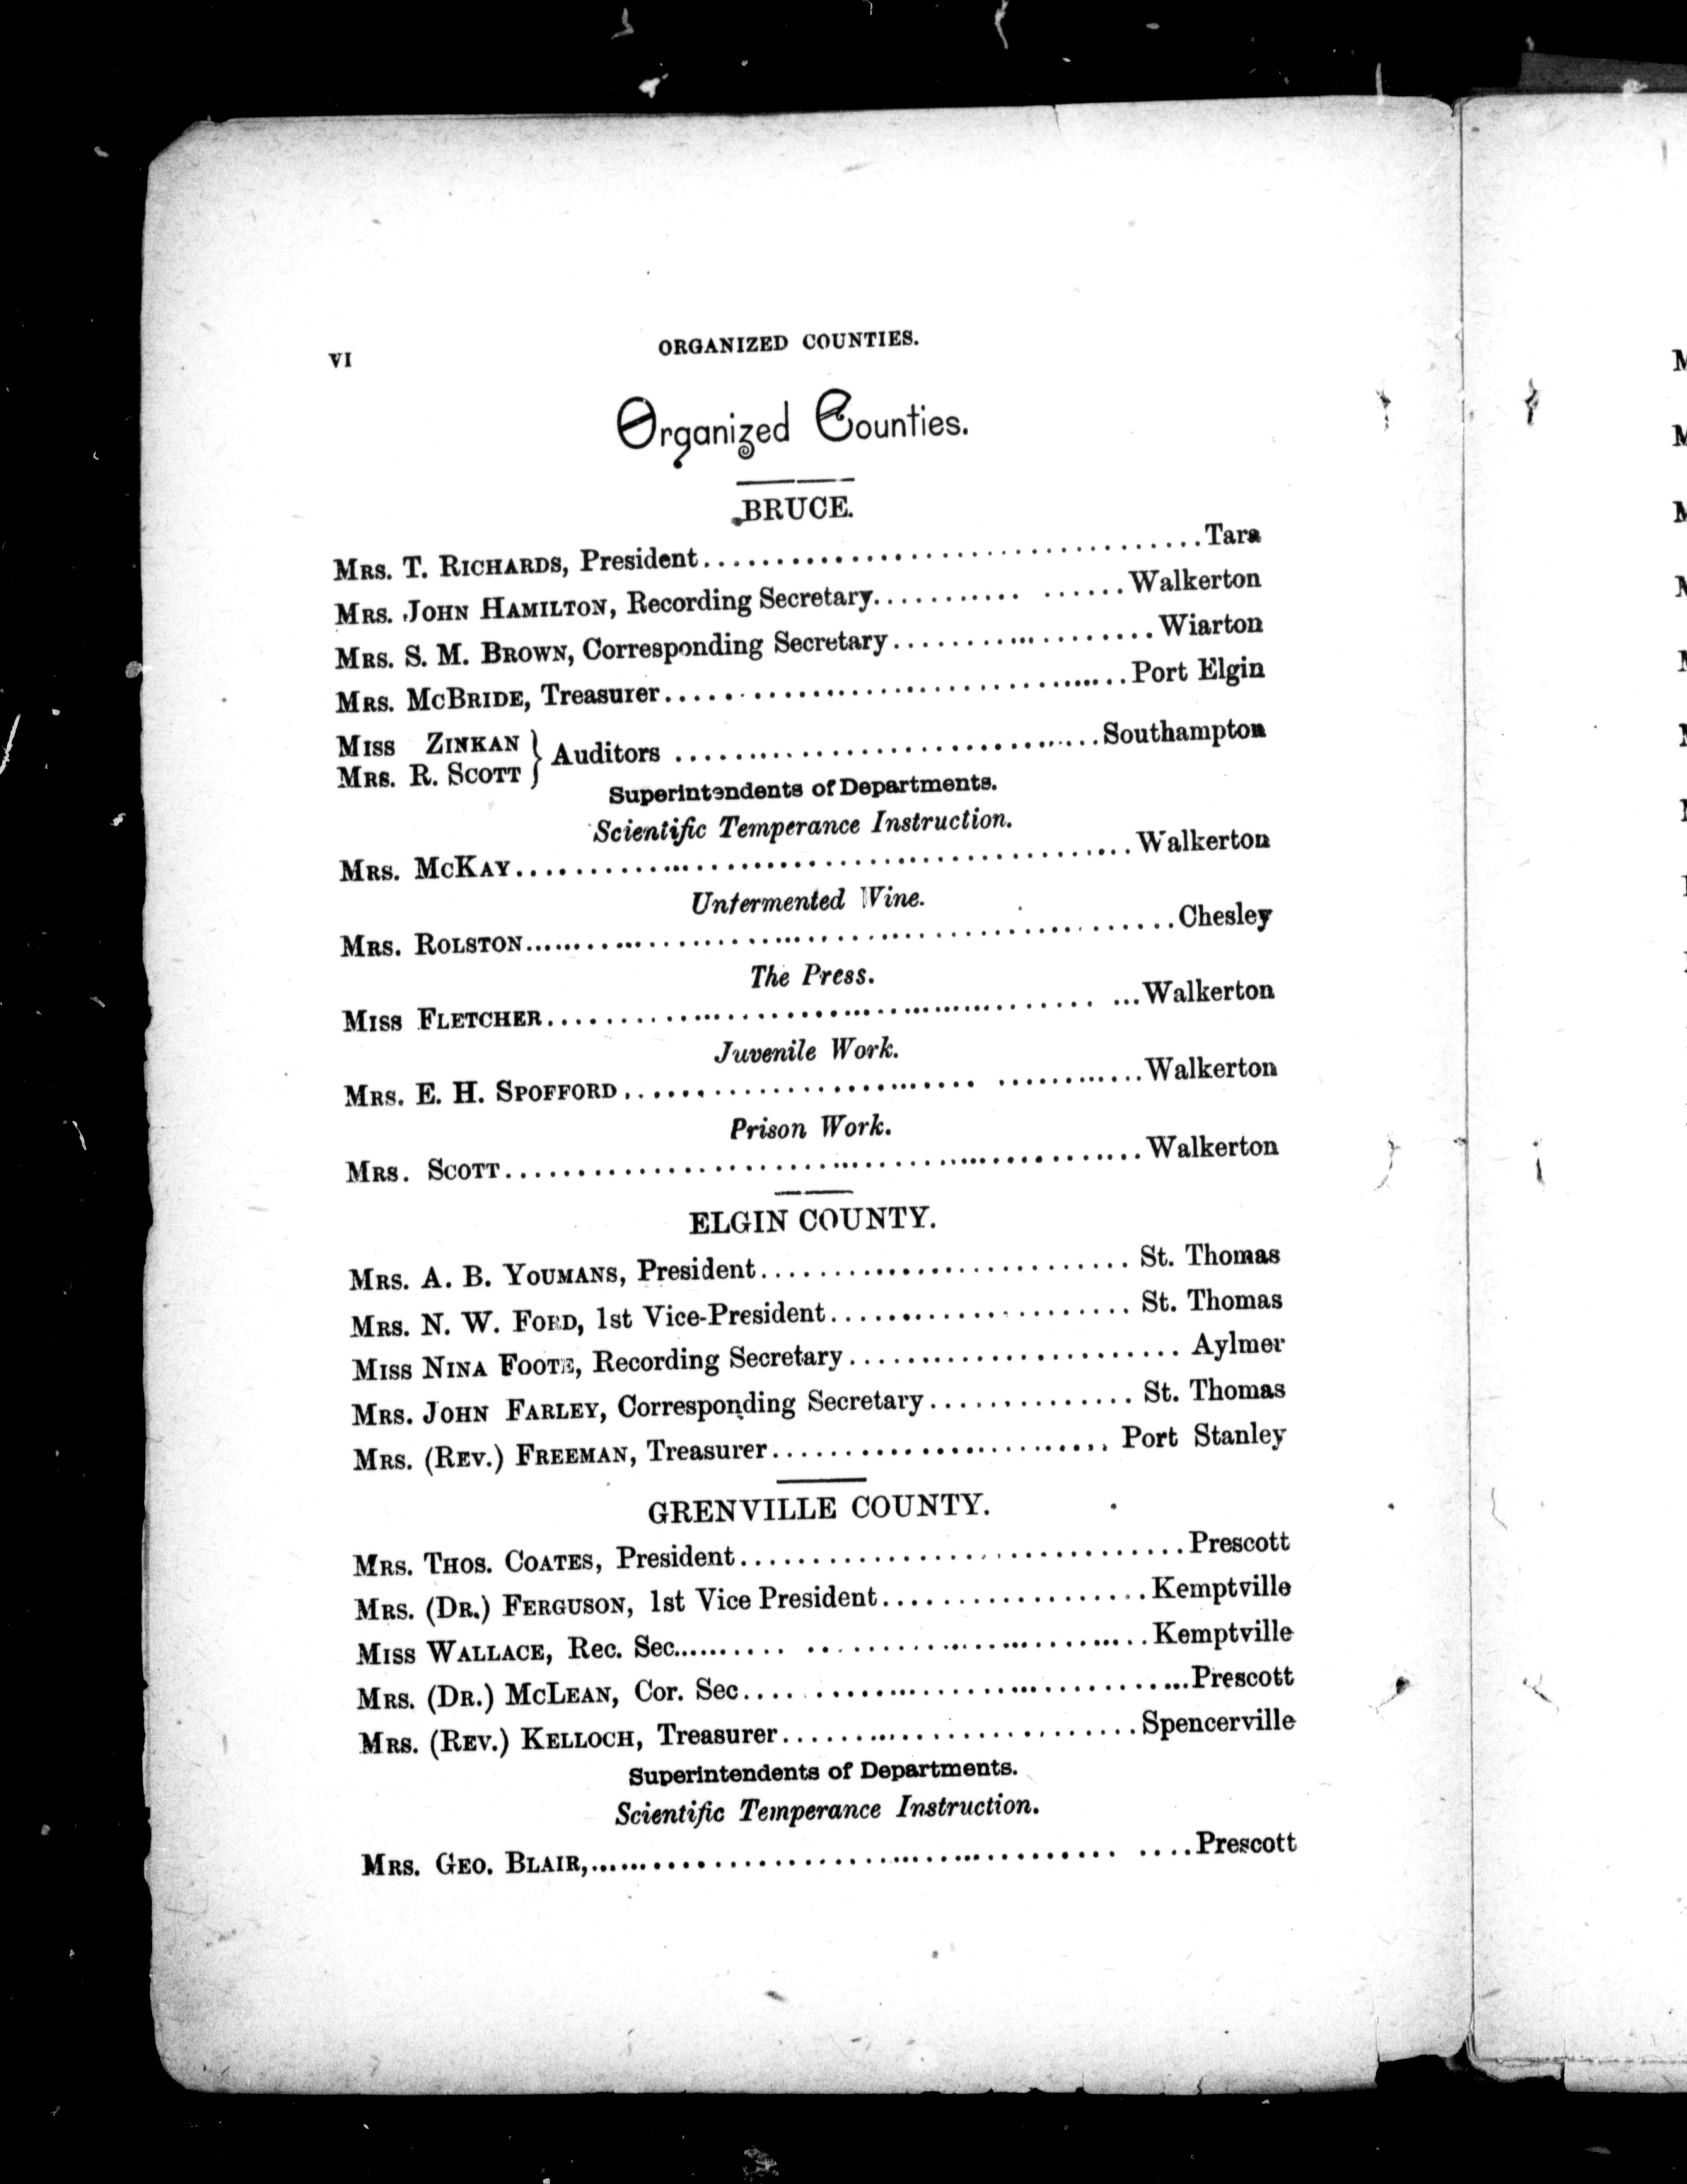 VI ORGANIZED COUNTIES.
Organized Counties.
BRUCE.
MRS. T. RICHARDS, President.......................................Tara
MRS. JOHN HAMILTON, Recording Secretary........... ......Walkerton
MRS. S. M. BROWN, Corresponding Secretary...................Wiarton
MRS. MCBRIDE, Treasurer....................................Port Elgin
MISS ZINKAN } Auditors ...................................Southampton
MRS. R. SCOTT }
Superintendents of Departments.
Scientific Temperance Instruction.
MRS. MCKAY..................................................Walkerton
Unfermented Wine.
MRS. ROLSTON...................................................Chesley
The Press.
MISS FLETCHER.......................................... ...Walkerton
Juvenile Work.
MRS. E. H. SPOFFORD............................ ............Walkerton
Prison Work.
MRS. SCOTT....................................................Walkerton
ELGIN COUNTY.
MRS. A. B. YOUMANS, President........................... St. Thomas
MRS. N. W. FORD, 1st Vice-President...................... St. Thomas
MISS NINA FOOTE, Recording Secretary........................ Aylmer
MRS. JOHN FARLEY, Corresponding Secretary............... St. Thomas
MRS. (REV.) FREEMAN, Treasurer......................... Port Stanley
GRENVILLE COUNTY.
MRS. THOS. COATES, President................................Prescott
MRS. (DR.) FERGUSON, 1st Vice President...................Kemptville
MISS WALLACE, Rec. Sec.......... .........................Kemptville
MRS. (DR.) MCLEAN, Cor. Sec..................................Prescott
MRS. (REV.) KELLOCH, Treasurer...........................Spencerville
Superintendents of Departments.
Scientific Temperance Instruction.
MRS. GEO. BLAIR,....................................... ....Prescott